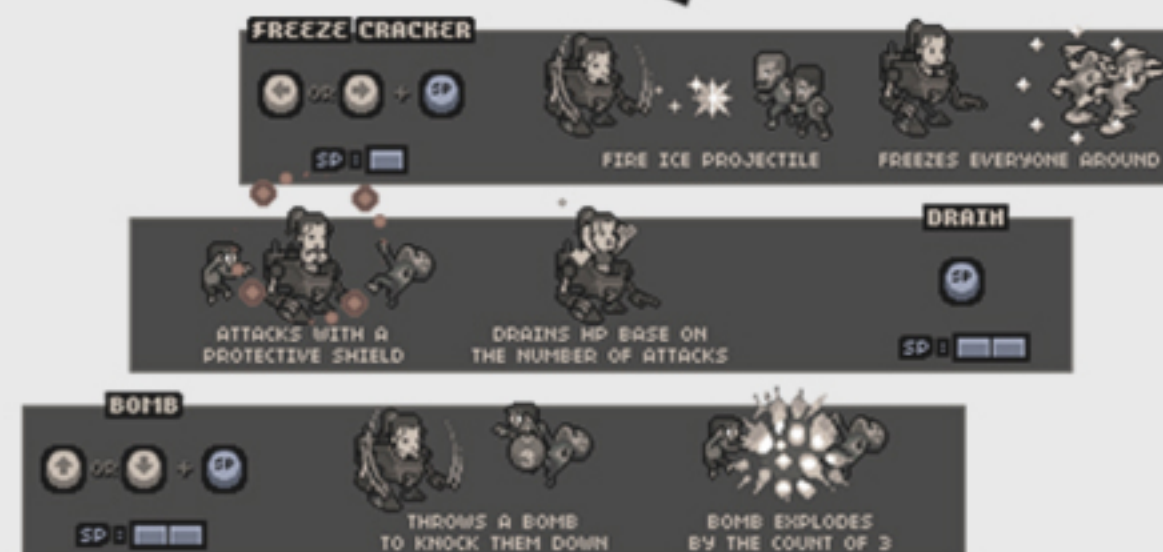 FREEZE CRACKER
OR + SP
SP:
FIRE ICE PROJECTILE
FREEZES EVERYONE AROUND
DRAIN
SP
SP:
ATTACKS WITH A
PROTECTIVE SHIELD
DRAINS HP BASE ON
THE NUMBER OF ATTACKS
BOMB
OR + SP
SP:
THROWS A BOMB
TO KNOCK THEM DOWN
BOMB EXPLODES
BY THE COUNT OF 3